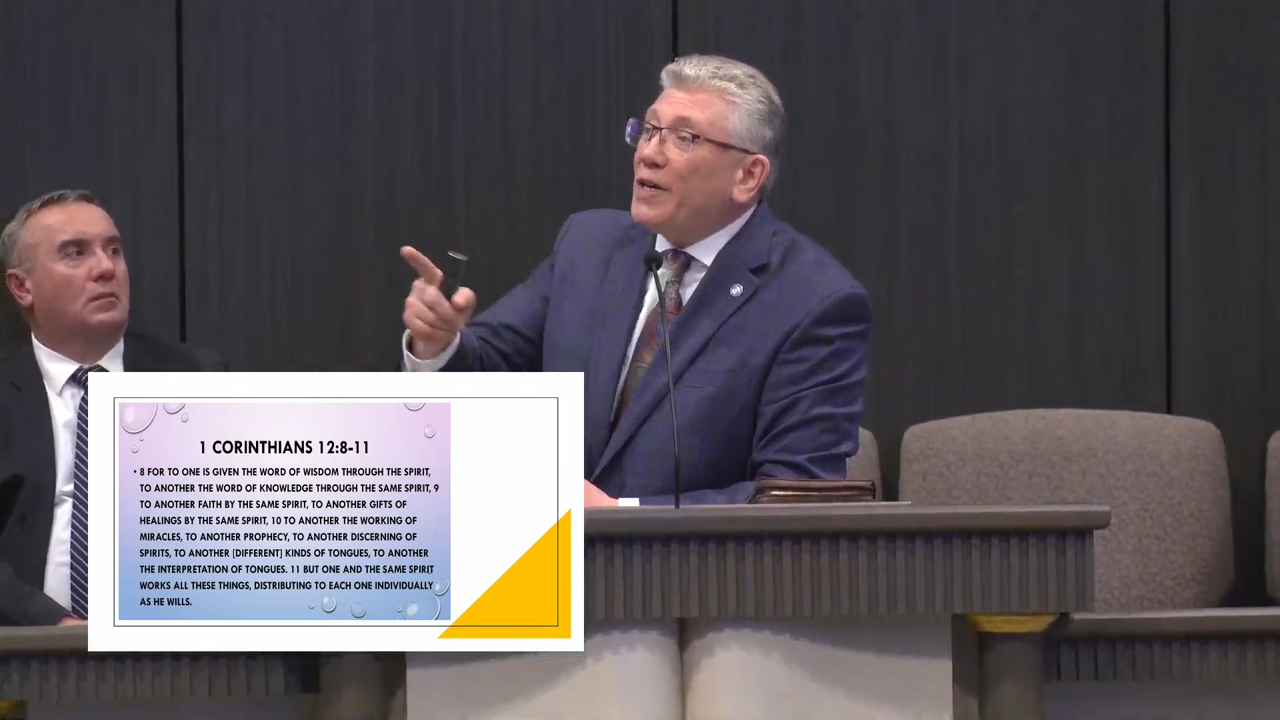 1 CORINTHIANS 12:8-11
• 8 FOR TO ONE IS GIVEN THE WORD OF WISDOM THROUGH THE SPIRIT,
TO ANOTHER THE WORD OF KNOWLEDGE THROUGH THE SAME SPIRIT, 9
TO ANOTHER FAITH BY THE SAME SPIRIT, TO ANOTHER GIFTS OF
HEALINGS BY THE SAME SPIRIT, 10 TO ANOTHER THE WORKING OF
MIRACLES, TO ANOTHER PROPHECY, TO ANOTHER DISCERNING OF
SPIRITS, TO ANOTHER [DIFFERENT] KINDS OF TONGUES, TO ANOTHER
THE INTERPRETATION OF TONGUES. 11 BUT ONE AND THE SAME SPIRIT
WORKS ALL THESE THINGS, DISTRIBUTING TO EACH ONE INDIVIDUALLY
AS HE WILLS.